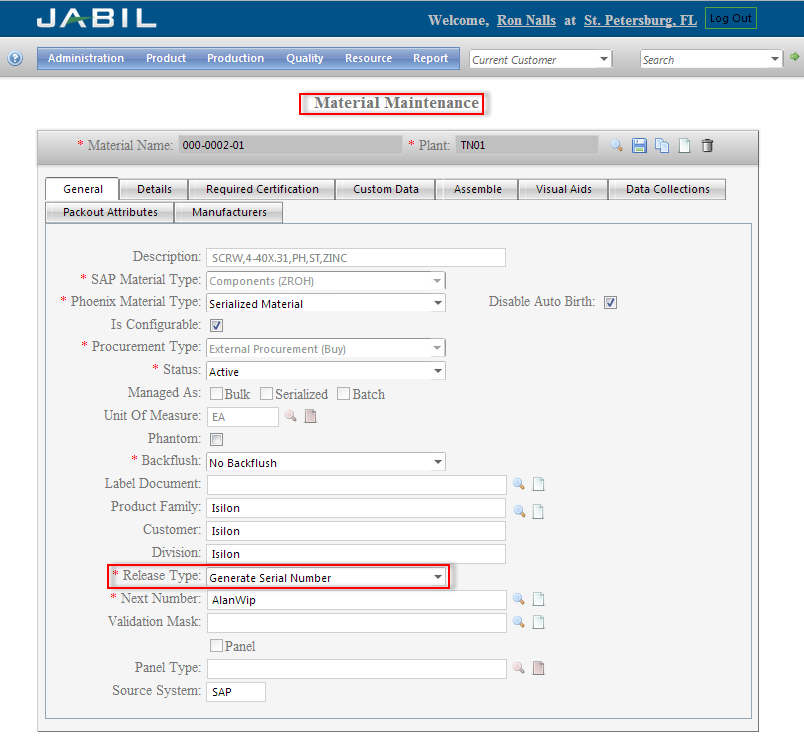 JABIL
Welcome, Ron Nalls at St. Petersburg, FL Log Out
? Administration Product Production Quality Resource Report Current Customer Search
Material Maintenance
* Material Name: 000-0002-01 * Plant: TN01
General Details Required Certification Custom Data Assemble Visual Aids Data Collections
Packout Attributes Manufacturers
Description: SCRW,4-40X.31,PH,ST,ZINC
* SAP Material Type: Components (ZROH)
* Phoenix Material Type: Serialized Material Disable Auto Birth:
Is Configurable:
* Procurement Type: External Procurement (Buy)
* Status: Active
Managed As: Bulk Serialized Batch
Unit Of Measure: EA
Phantom:
* Backflush: No Backflush
Label Document:
Product Family: Isilon
Customer: Isilon
Division: Isilon
* Release Type: Generate Serial Number
* Next Number: AlanWip
Validation Mask:
Panel
Panel Type:
Source System: SAP